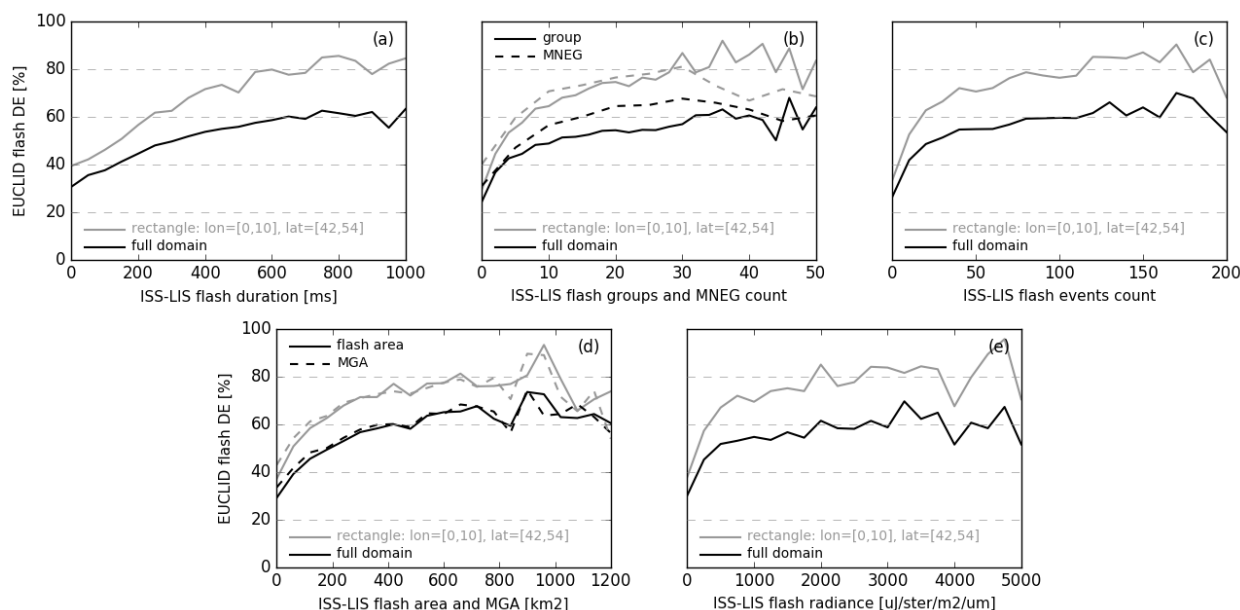 100
80
60
40
20
0
EUCLID flash DE [%]
(a)
rectangle: lon=[0,10], lat=[42,54]
full domain
0 200 400 600 800 1000
ISS-LIS flash duration [ms]
(b)
group
MNEG
rectangle: lon=[0,10], lat=[42,54]
full domain
0 10 20 30 40 50
ISS-LIS flash groups and MNEG count
(c)
rectangle: lon=[0,10], lat=[42,54]
full domain
0 50 100 150 200
ISS-LIS flash events count
100
80
60
40
20
0
EUCLID flash DE [%]
(d)
flash area
MGA
rectangle: lon=[0,10], lat=[42,54]
full domain
0 200 400 600 800 1000 1200
ISS-LIS flash area and MGA [km2]
(e)
rectangle: lon=[0,10], lat=[42,54]
full domain
0 1000 2000 3000 4000 5000
ISS-LIS flash radiance [uJ/ster/m2/um]